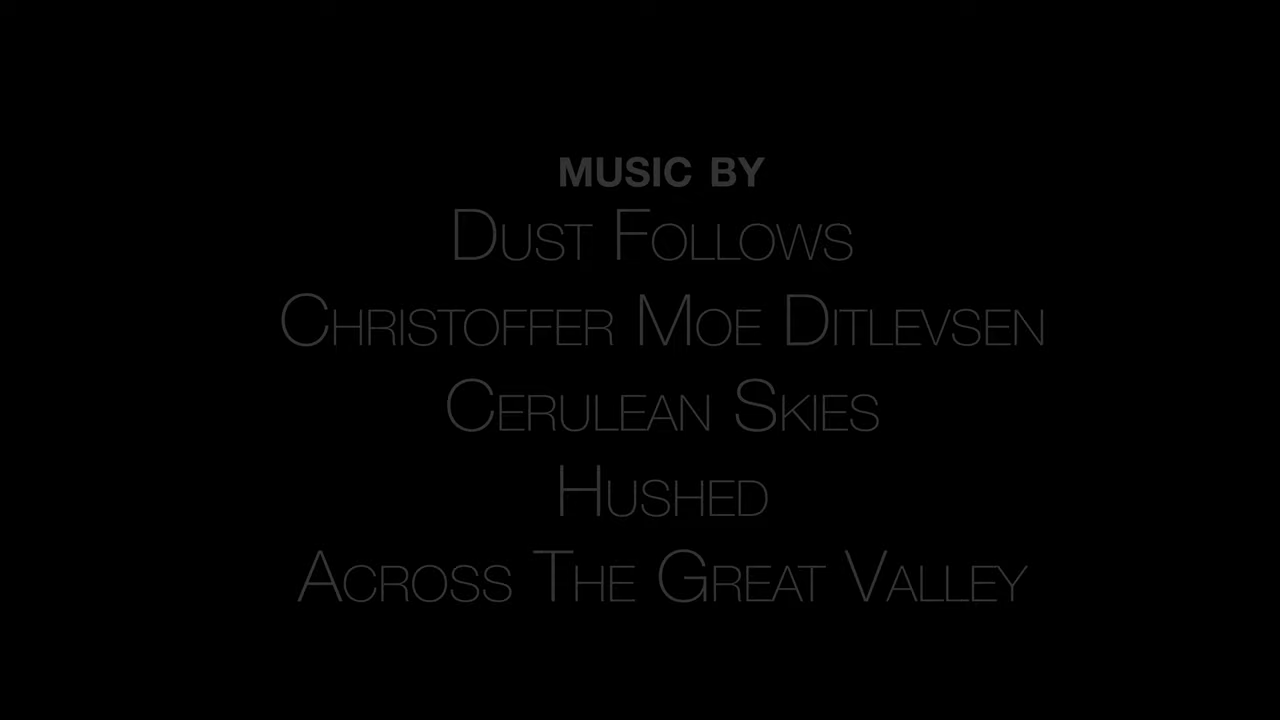 MUSIC BY
DUST FOLLOWS
CHRISTOFFER MOE DITLEVSEN
CERULEAN SKIES
HUSHED
ACROSS THE GREAT VALLEY